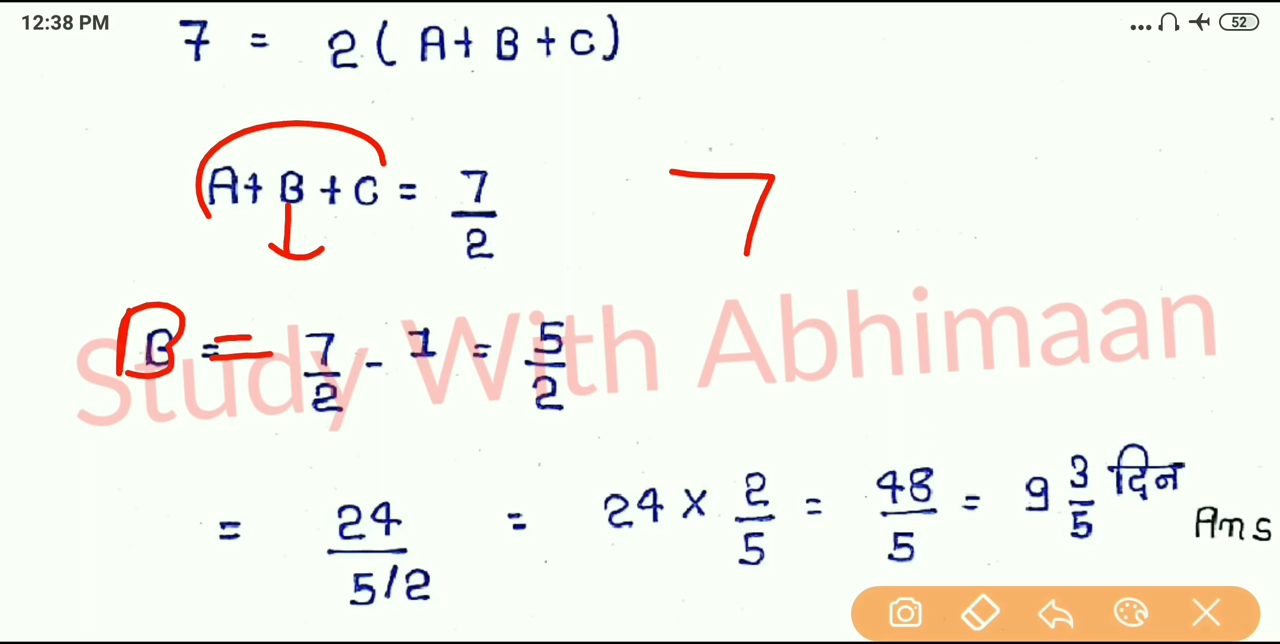 12:38 PM ... 52
7 = 2 ( A + B + C )
A + B + C = 7/2
7
B = 7/2 - 1 = 5/2
Study With Abhimaan
= 24/5/2 = 24 × 2/5 = 48/5 = 9 3/5 दिन
Ans